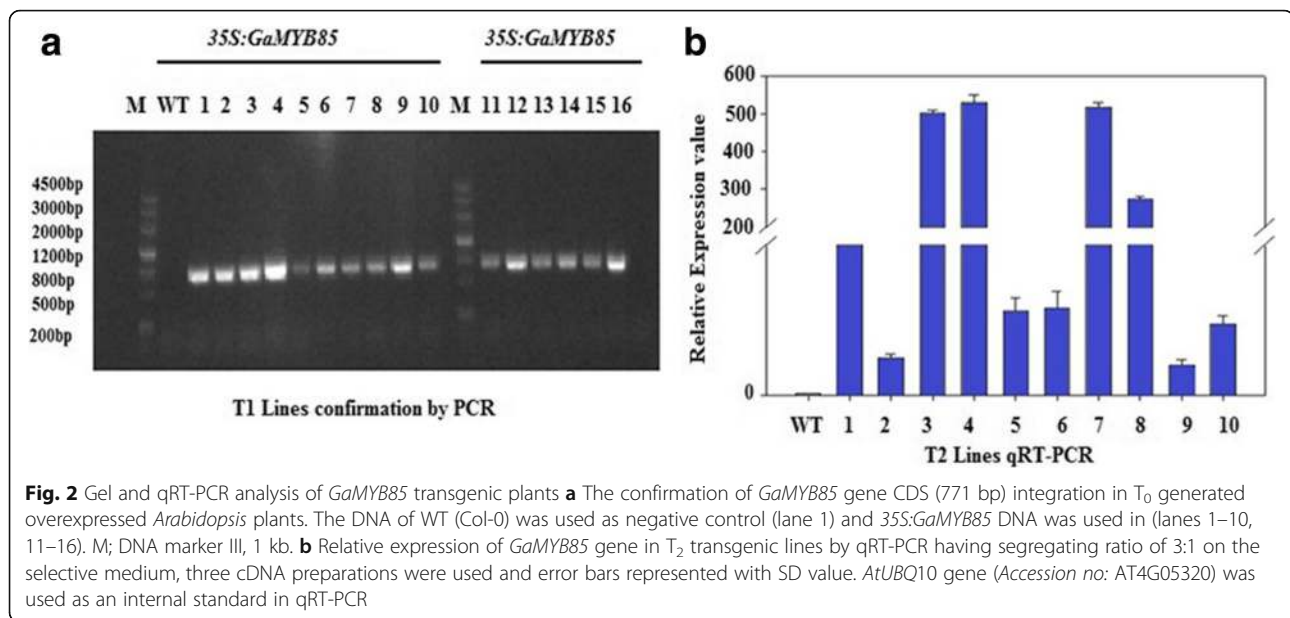 a
35S:GaMYB85
35S:GaMYB85
M WT 1 2 3 4 5 6 7 8 9 10 M 11 12 13 14 15 16
4500bp
3000bp
2000bp
1200bp
800bp
500bp
200bp
T1 Lines confirmation by PCR
b
Relative Expression value
600
500
400
300
200
0
WT 1 2 3 4 5 6 7 8 9 10
T2 Lines qRT-PCR
Fig. 2 Gel and qRT-PCR analysis of GaMYB85 transgenic plants a The confirmation of GaMYB85 gene CDS (771 bp) integration in T0 generated
overexpressed Arabidopsis plants. The DNA of WT (Col-0) was used as negative control (lane 1) and 35S:GaMYB85 DNA was used in (lanes 1–10,
11–16). M; DNA marker III, 1 kb. b Relative expression of GaMYB85 gene in T2 transgenic lines by qRT-PCR having segregating ratio of 3:1 on the
selective medium, three cDNA preparations were used and error bars represented with SD value. AtUBQ10 gene (Accession no: AT4G05320) was
used as an internal standard in qRT-PCR